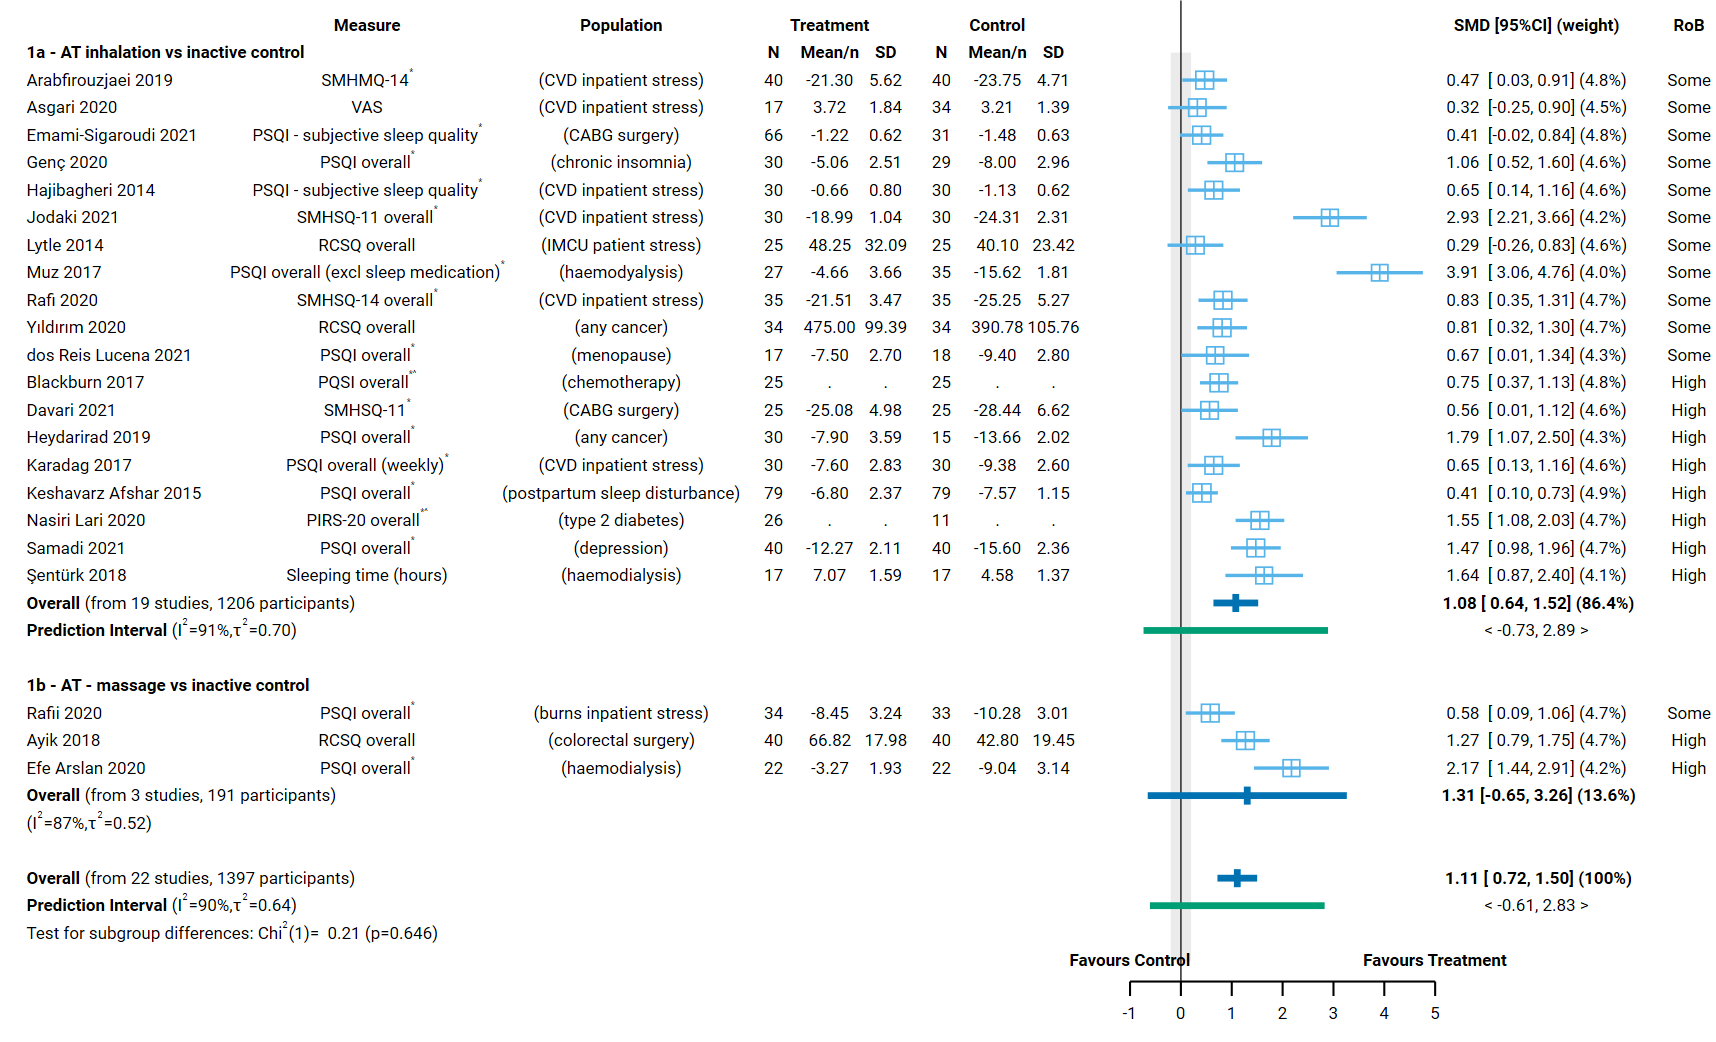 Measure Population Treatment Control SMD [95%CI] (weight) RoB
1a - AT inhalation vs inactive control N Mean/n SD N Mean/n SD
Arabfirouzjaei 2019 SMHMQ-14* (CVD inpatient stress) 40 -21.30 5.62 40 -23.75 4.71 0.47 [ 0.03, 0.91] (4.8%) Some
Asgari 2020 VAS (CVD inpatient stress) 17 3.72 1.84 34 3.21 1.39 0.32 [-0.25, 0.90] (4.5%) Some
Emami-Sigaroudi 2021 PSQI - subjective sleep quality* (CABG surgery) 66 -1.22 0.62 31 -1.48 0.63 0.41 [-0.02, 0.84] (4.8%) Some
Genç 2020 PSQI overall* (chronic insomnia) 30 -5.06 2.51 29 -8.00 2.96 1.06 [ 0.52, 1.60] (4.6%) Some
Hajibagheri 2014 PSQI - subjective sleep quality* (CVD inpatient stress) 30 -0.66 0.80 30 -1.13 0.62 0.65 [ 0.14, 1.16] (4.6%) Some
Jodaki 2021 SMHSQ-11 overall* (CVD inpatient stress) 30 -18.99 1.04 30 -24.31 2.31 2.93 [ 2.21, 3.66] (4.2%) Some
Lytle 2014 RCSQ overall (IMCU patient stress) 25 48.25 32.09 25 40.10 23.42 0.29 [-0.26, 0.83] (4.6%) Some
Muz 2017 PSQI overall (excl sleep medication)* (haemodyalysis) 27 -4.66 3.66 35 -15.62 1.81 3.91 [ 3.06, 4.76] (4.0%) Some
Rafi 2020 SMHSQ-14 overall* (CVD inpatient stress) 35 -21.51 3.47 35 -25.25 5.27 0.83 [ 0.35, 1.31] (4.7%) Some
Yıldırım 2020 RCSQ overall (any cancer) 34 475.00 99.39 34 390.78 105.76 0.81 [ 0.32, 1.30] (4.7%) Some
dos Reis Lucena 2021 PSQI overall* (menopause) 17 -7.50 2.70 18 -9.40 2.80 0.67 [ 0.01, 1.34] (4.3%) Some
Blackburn 2017 PQSI overall*^ (chemotherapy) 25 . . 25 . . 0.75 [ 0.37, 1.13] (4.8%) High
Davari 2021 SMHSQ-11* (CABG surgery) 25 -25.08 4.98 25 -28.44 6.62 0.56 [ 0.01, 1.12] (4.6%) High
Heydarirad 2019 PSQI overall* (any cancer) 30 -7.90 3.59 15 -13.66 2.02 1.79 [ 1.07, 2.50] (4.3%) High
Karadag 2017 PSQI overall (weekly)* (CVD inpatient stress) 30 -7.60 2.83 30 -9.38 2.60 0.65 [ 0.13, 1.16] (4.6%) High
Keshavarz Afshar 2015 PSQI overall* (postpartum sleep disturbance) 79 -6.80 2.37 79 -7.57 1.15 0.41 [ 0.10, 0.73] (4.9%) High
Nasiri Lari 2020 PIRS-20 overall*^ (type 2 diabetes) 26 . . 11 . . 1.55 [ 1.08, 2.03] (4.7%) High
Samadi 2021 PSQI overall* (depression) 40 -12.27 2.11 40 -15.60 2.36 1.47 [ 0.98, 1.96] (4.7%) High
Şentürk 2018 Sleeping time (hours) (haemodialysis) 17 7.07 1.59 17 4.58 1.37 1.64 [ 0.87, 2.40] (4.1%) High
Overall (from 19 studies, 1206 participants) 1.08 [ 0.64, 1.52] (86.4%)
Prediction Interval (I²=91%,τ²=0.70) < -0.73, 2.89 >
1b - AT - massage vs inactive control
Rafii 2020 PSQI overall* (burns inpatient stress) 34 -8.45 3.24 33 -10.28 3.01 0.58 [ 0.09, 1.06] (4.7%) Some
Ayik 2018 RCSQ overall (colorectal surgery) 40 66.82 17.98 40 42.80 19.45 1.27 [ 0.79, 1.75] (4.7%) High
Efe Arslan 2020 PSQI overall* (haemodialysis) 22 -3.27 1.93 22 -9.04 3.14 2.17 [ 1.44, 2.91] (4.2%) High
Overall (from 3 studies, 191 participants) 1.31 [-0.65, 3.26] (13.6%)
(I²=87%,τ²=0.52)
Overall (from 22 studies, 1397 participants) 1.11 [ 0.72, 1.50] (100%)
Prediction Interval (I²=90%,τ²=0.64) < -0.61, 2.83 >
Test for subgroup differences: Chi²(1)= 0.21 (p=0.646)
Favours Control Favours Treatment
-1 0 1 2 3 4 5